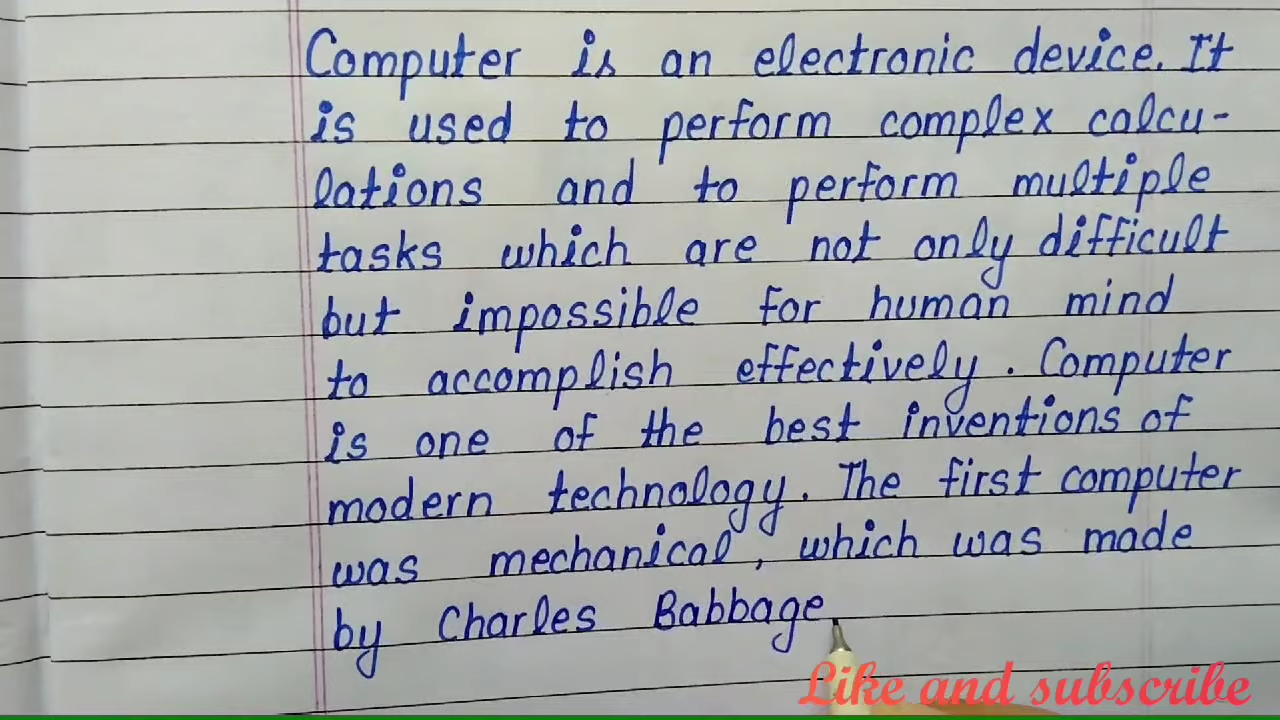 Computer is an electronic device. It
is used to perform complex calcu-
lations and to perform multiple
tasks which are not only difficult
but impossible for human mind
to accomplish effectively. Computer
is one of the best inventions of
modern technology. The first computer
was mechanical, which was made
by Charles Babbage.
Like and subscribe